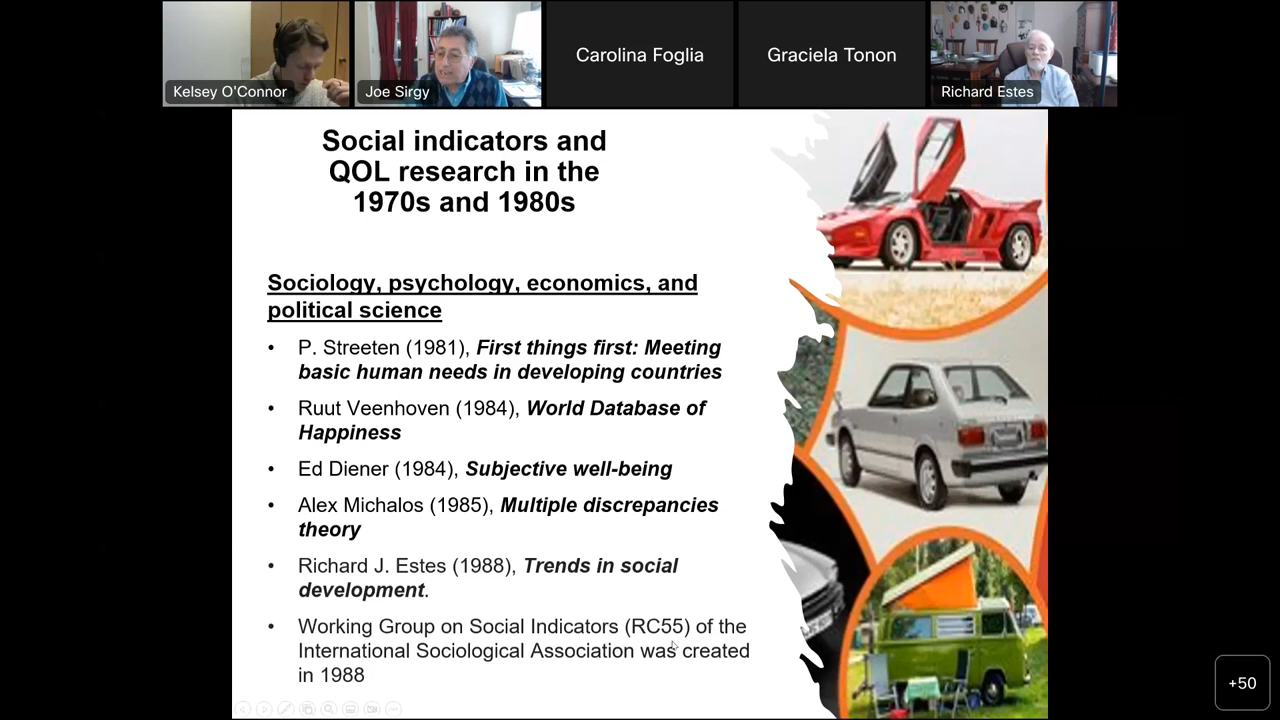 Kelsey O'Connor
Joe Sirgy
Carolina Foglia
Graciela Tonon
Richard Estes
Social indicators and
QOL research in the
1970s and 1980s
Sociology, psychology, economics, and
political science
• P. Streeten (1981), First things first: Meeting
basic human needs in developing countries
• Ruut Veenhoven (1984), World Database of
Happiness
• Ed Diener (1984), Subjective well-being
• Alex Michalos (1985), Multiple discrepancies
theory
• Richard J. Estes (1988), Trends in social
development.
• Working Group on Social Indicators (RC55) of the
International Sociological Association was created
in 1988
+50